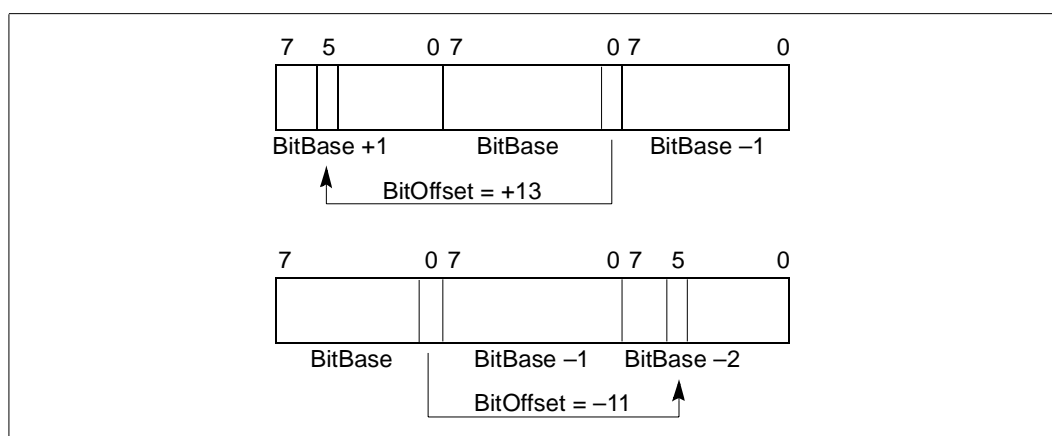 7 5 0 7 0 7 0
BitBase +1 BitBase BitBase –1
BitOffset = +13
7 0 7 0 7 5 0
BitBase BitBase –1 BitBase –2
BitOffset = –11